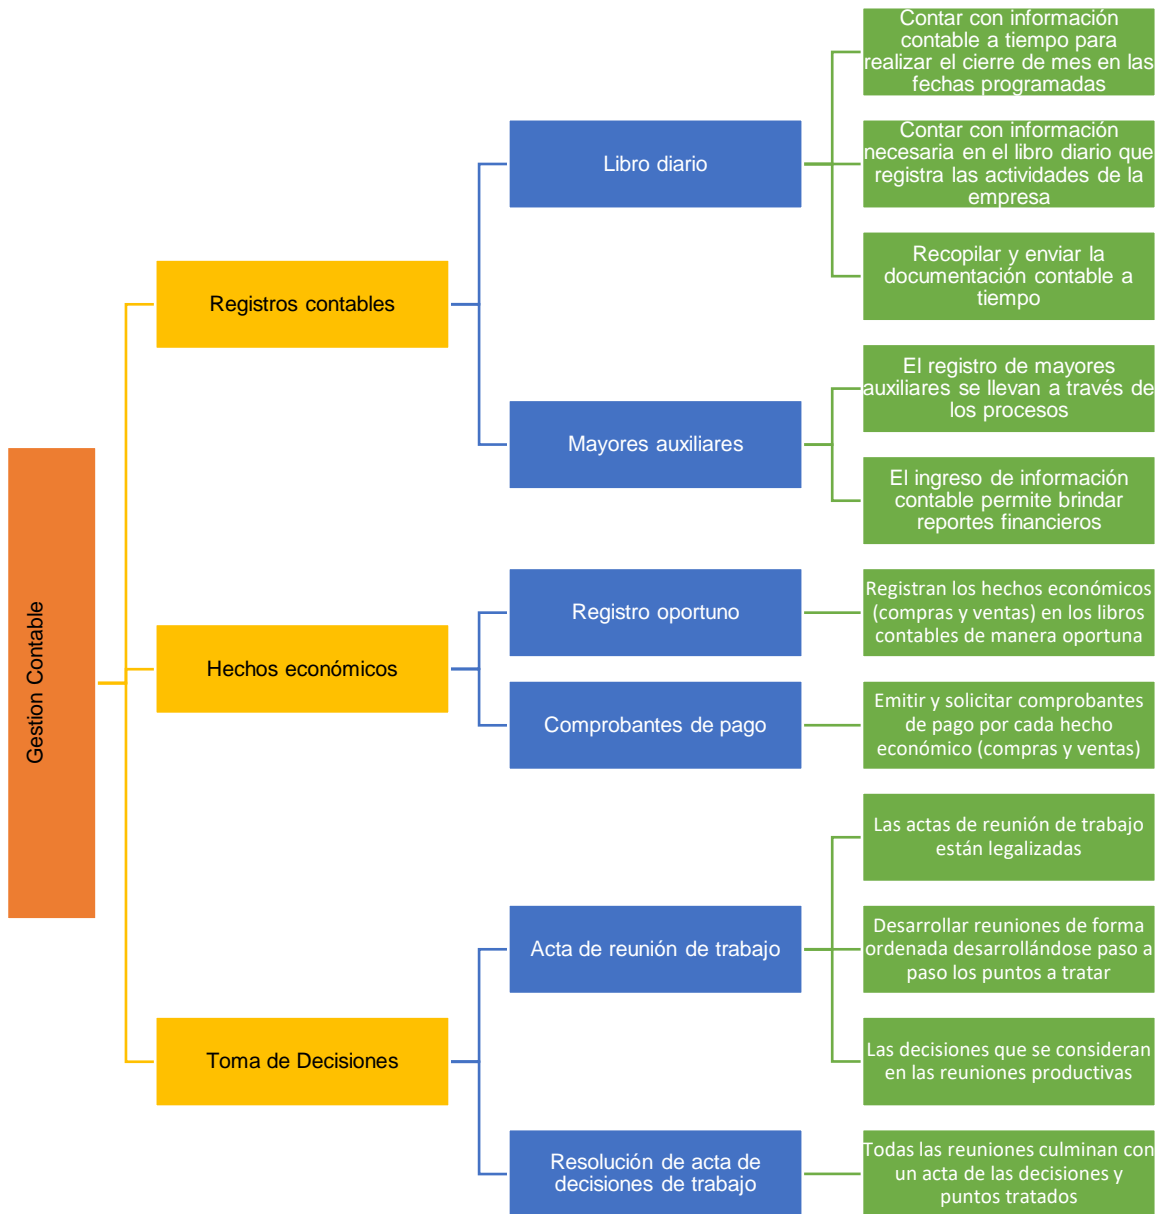 Gestion Contable
Registros contables
Libro diario
Contar con información
contable a tiempo para
realizar el cierre de mes en las
fechas programadas
Contar con información
necesaria en el libro diario que
registra las actividades de la
empresa
Recopilar y enviar la
documentación contable a
tiempo
Mayores auxiliares
El registro de mayores
auxiliares se llevan a través de
los procesos
El ingreso de información
contable permite brindar
reportes financieros
Hechos económicos
Registro oportuno
Registran los hechos económicos
(compras y ventas) en los libros
contables de manera oportuna
Comprobantes de pago
Emitir y solicitar comprobantes
de pago por cada hecho
económico (compras y ventas)
Toma de Decisiones
Acta de reunión de trabajo
Las actas de reunión de trabajo
están legalizadas
Desarrollar reuniones de forma
ordenada desarrollándose paso a
paso los puntos a tratar
Las decisiones que se consideran
en las reuniones productivas
Resolución de acta de
decisiones de trabajo
Todas las reuniones culminan con
un acta de las decisiones y
puntos tratados